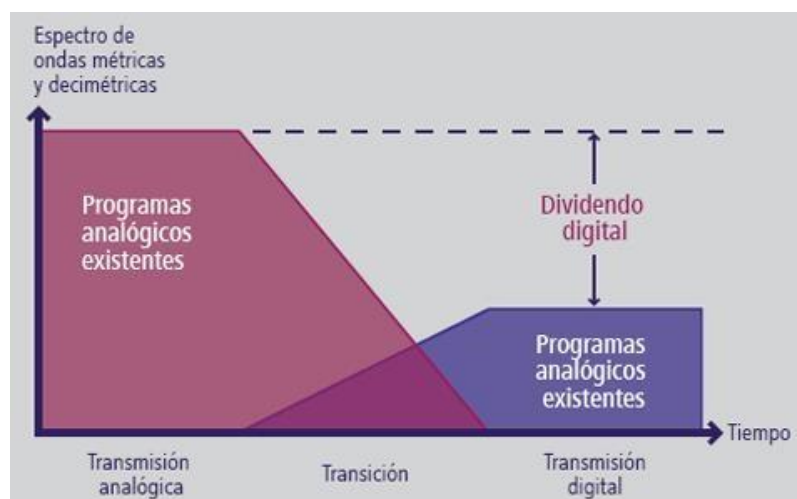 Espectro de
ondas métricas
y decimétricas
Programas
analógicos
existentes
Dividendo
digital
Programas
analógicos
existentes
Tiempo
Transmisión
analógica
Transición
Transmisión
digital